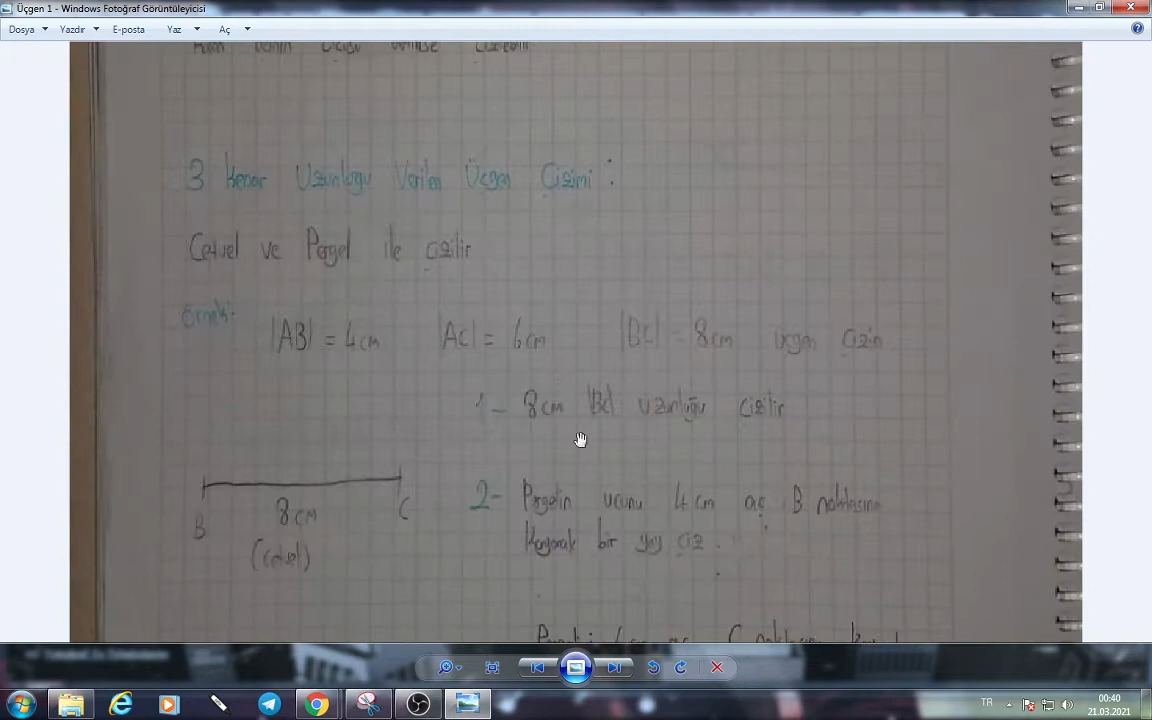 Üçgen 1 - Windows Fotoğraf Görüntüleyicisi
Dosya Yazdır E-posta Yaz Aç
3 Kenar Uzunluğu Verilen Üçgen Çizimi :
Cetvel ve Pergel ile çizilir
Örnek:
|AB| = 4cm |AC| = 6cm |BC| = 8cm üçgen çizin
1- 8cm |BC| uzunluğu çizilir
2- Pergelin ucunu 4cm aç B noktasına
Koyarak bir yay çiz.
B 8cm C
(cetvel)
C noktasına
TR
00:40
21.03.2021